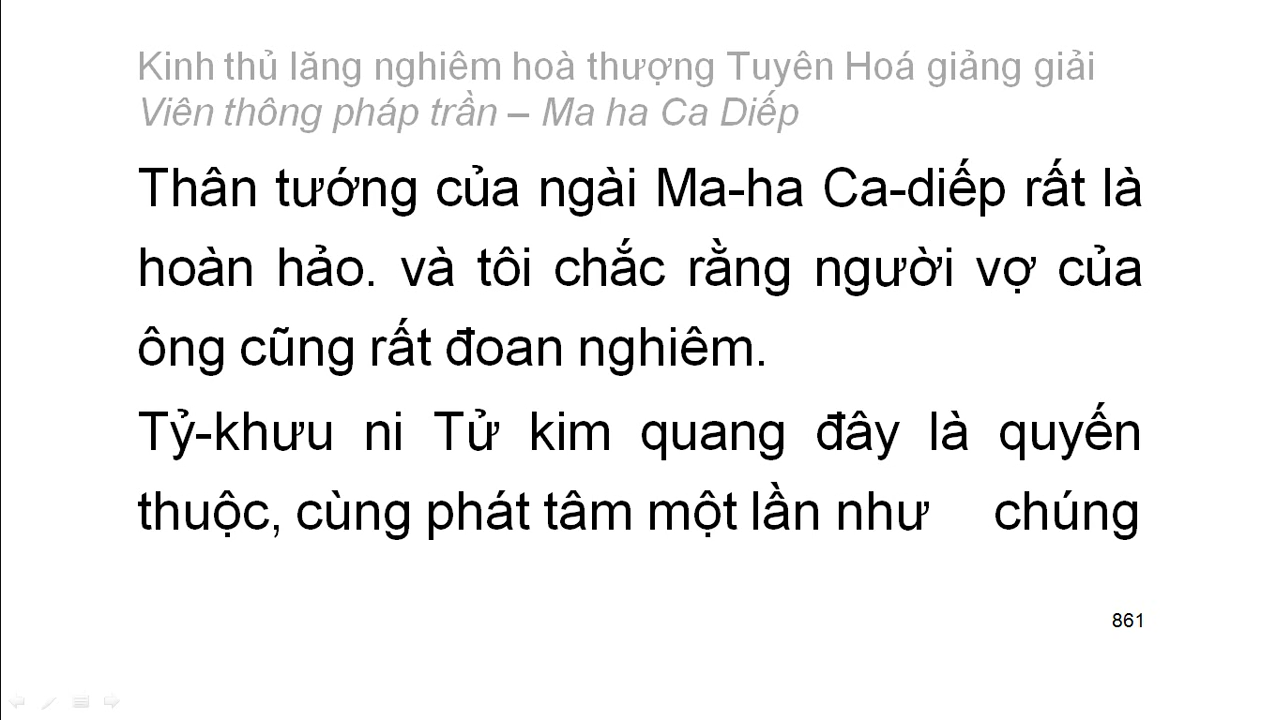 Kinh thủ lăng nghiêm hoà thượng Tuyên Hoá giảng giải
Viên thông pháp trần – Ma ha Ca Diếp
Thân tướng của ngài Ma-ha Ca-diếp rất là
hoàn hảo. và tôi chắc rằng người vợ của
ông cũng rất đoan nghiêm.
Tỷ-khưu ni Tử kim quang đây là quyến
thuộc, cùng phát tâm một lần như chúng
861